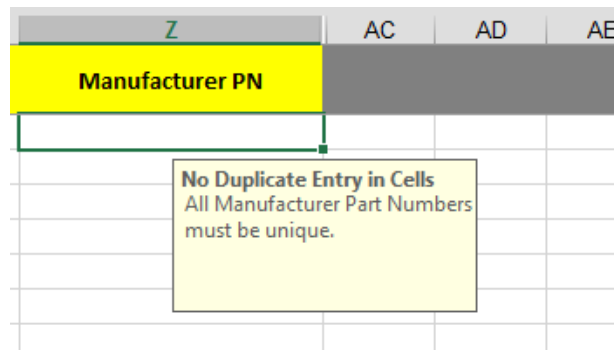 Z AC AD AE
Manufacturer PN
No Duplicate Entry in Cells
All Manufacturer Part Numbers
must be unique.